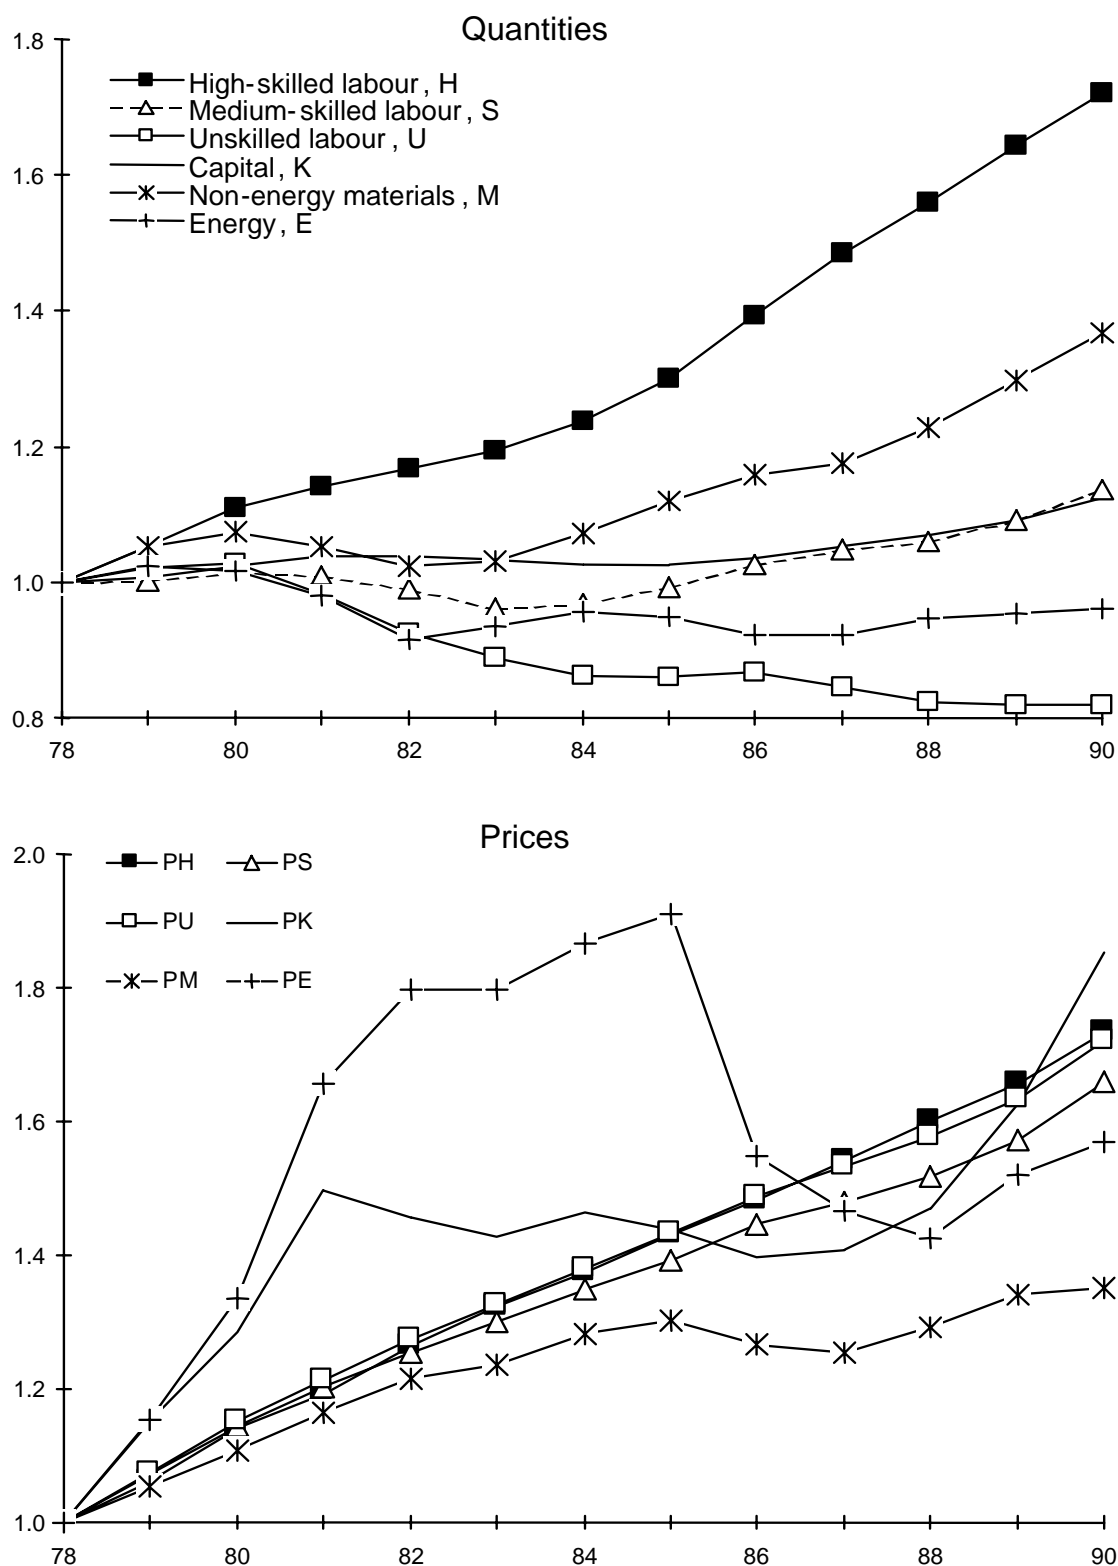 Quantities
1.8
High-skilled labour, H
Medium-skilled labour, S
Unskilled labour, U
Capital, K
Non-energy materials, M
Energy, E
1.6
1.4
1.2
1.0
0.8
78 80 82 84 86 88 90
Prices
2.0
PH PS
PU PK
PM PE
1.8
1.6
1.4
1.2
1.0
78 80 82 84 86 88 90